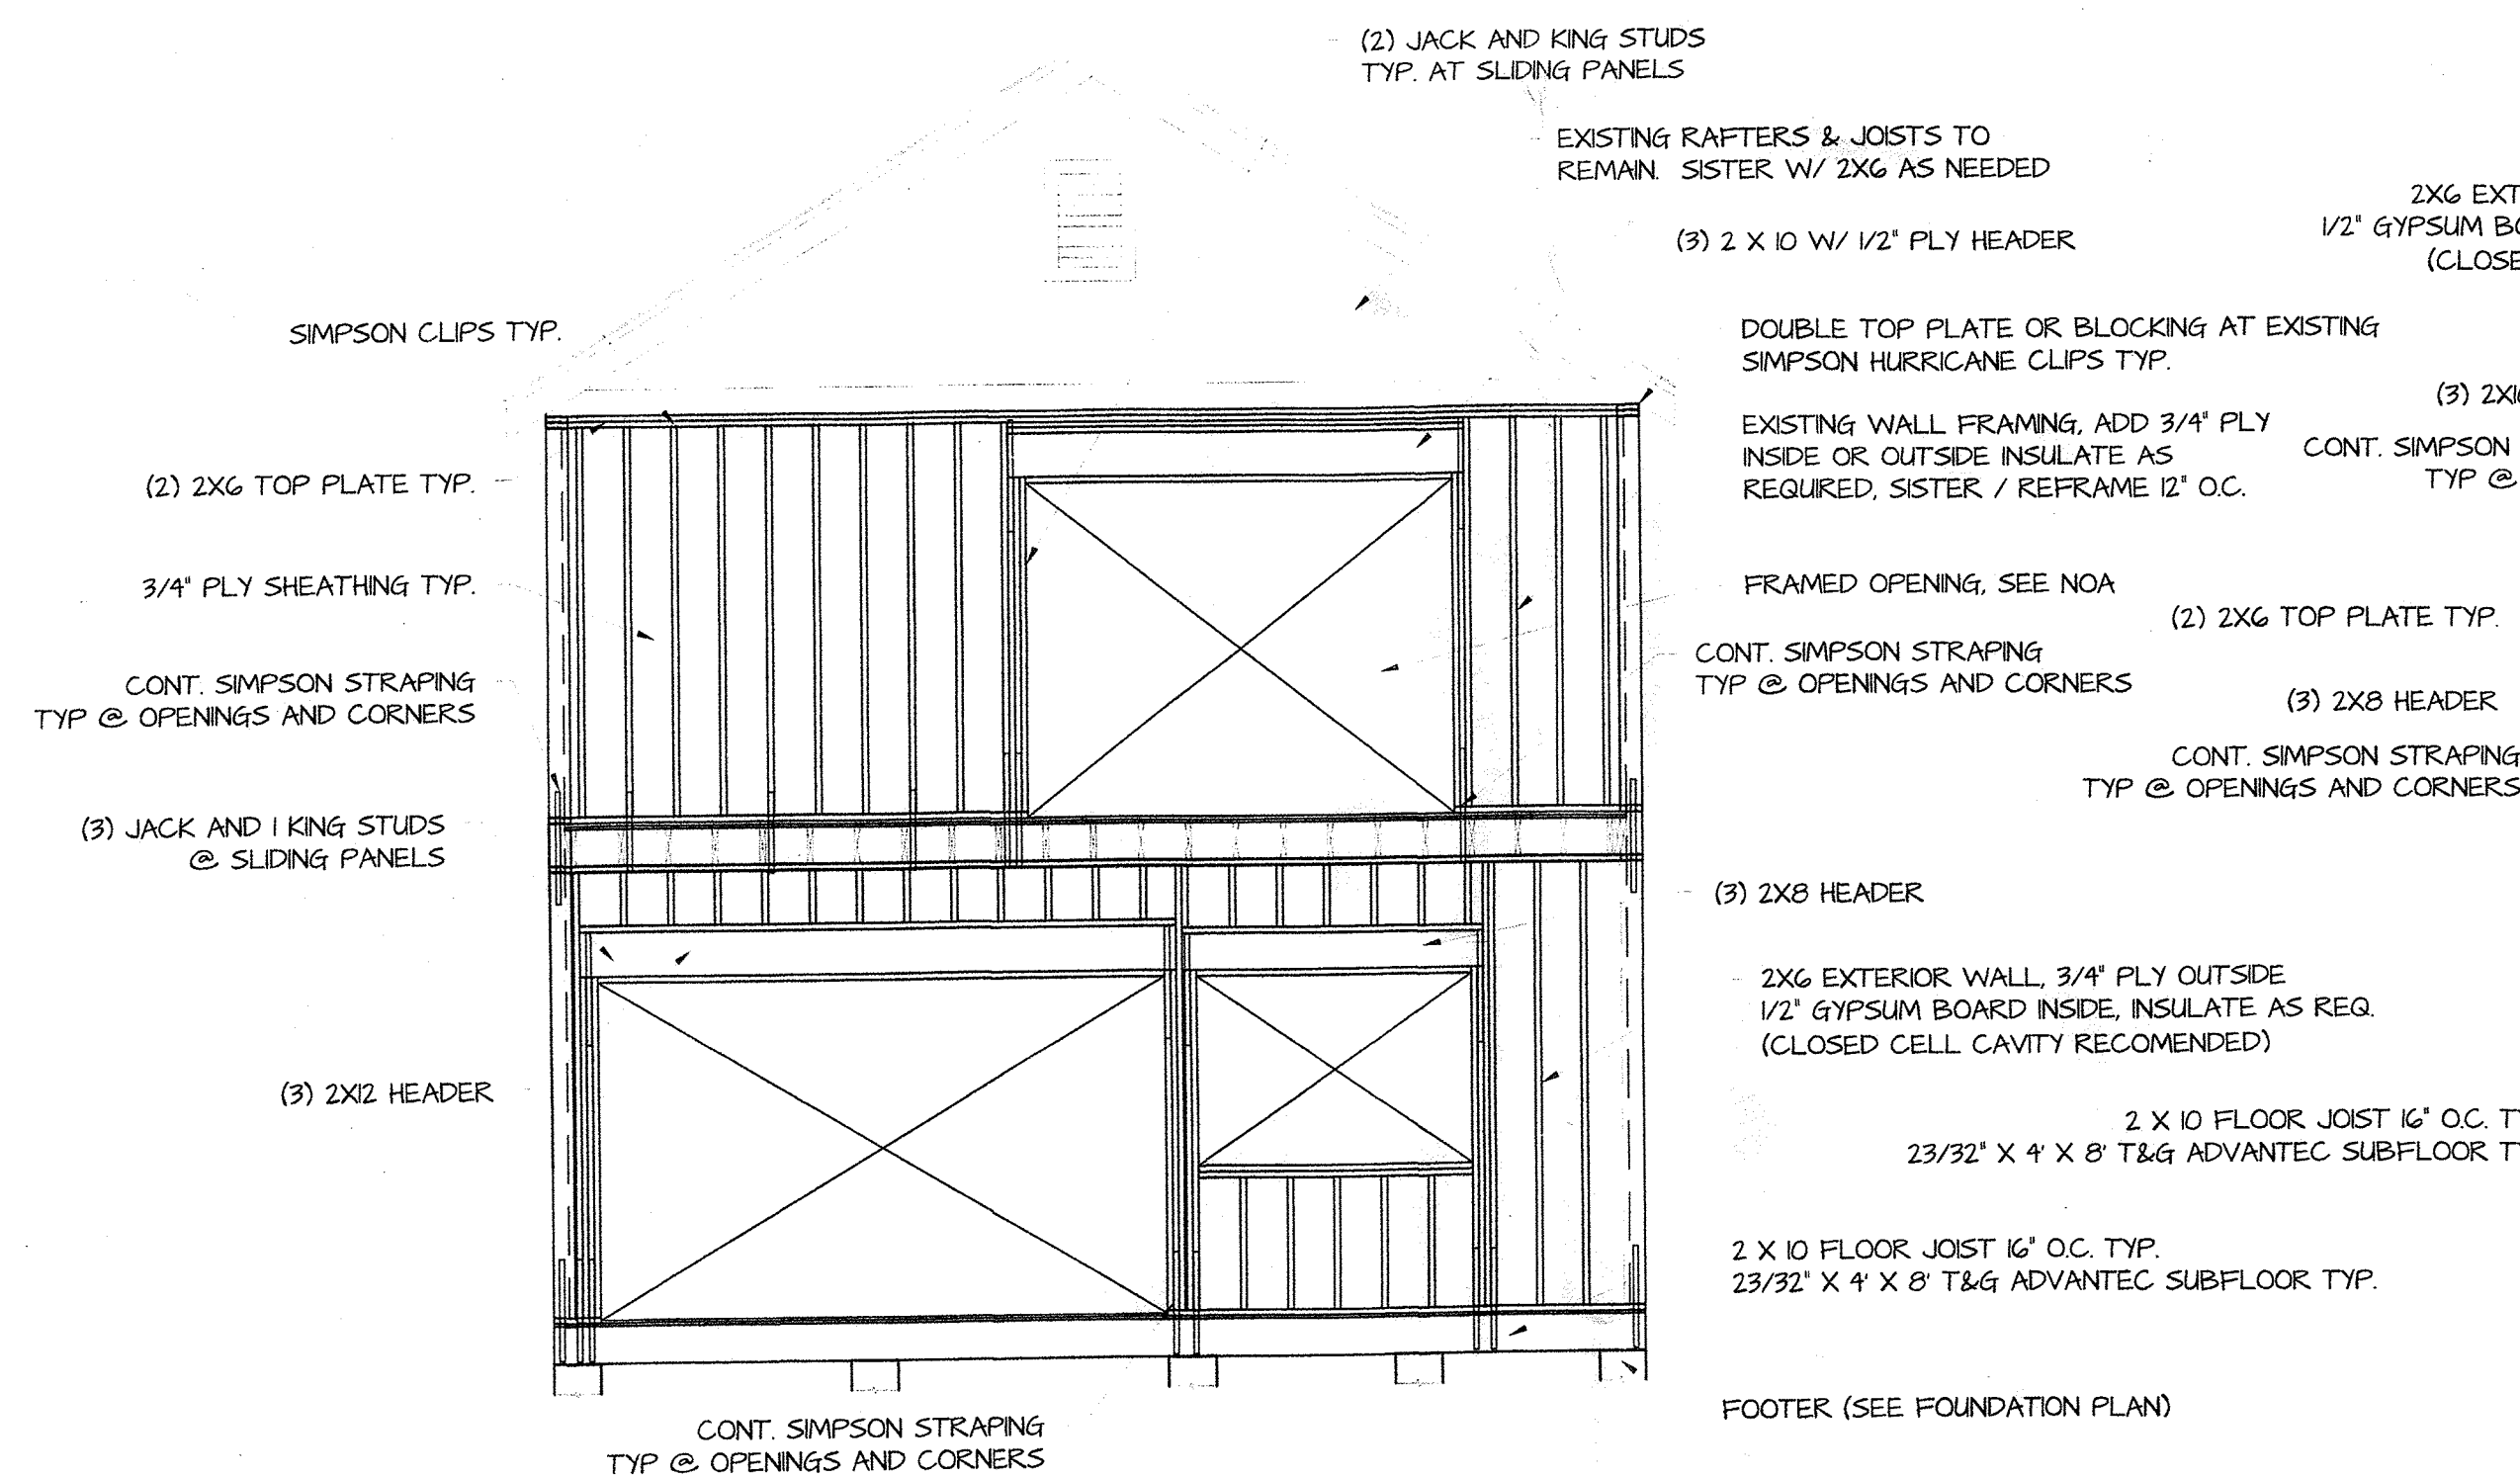 (2) JACK AND KING STUDS
TYP. AT SLIDING PANELS
EXISTING RAFTERS & JOISTS TO
REMAIN. SISTER W/ 2X6 AS NEEDED
(3) 2 X 10 W/ 1/2" PLY HEADER
DOUBLE TOP PLATE OR BLOCKING AT EXISTING
SIMPSON HURRICANE CLIPS TYP.
EXISTING WALL FRAMING, ADD 3/4" PLY
INSIDE OR OUTSIDE INSULATE AS
REQUIRED, SISTER / REFRAME 12" O.C.
FRAMED OPENING, SEE NOA
CONT. SIMPSON STRAPING
TYP @ OPENINGS AND CORNERS
(3) 2X8 HEADER
2X6 EXTERIOR WALL, 3/4" PLY OUTSIDE
1/2" GYPSUM BOARD INSIDE, INSULATE AS REQ.
(CLOSED CELL CAVITY RECOMENDED)
2 X 10 FLOOR JOIST 16" O.C. TYP.
23/32" X 4' X 8' T&G ADVANTEC SUBFLOOR TYP.
FOOTER (SEE FOUNDATION PLAN)
SIMPSON CLIPS TYP.
(2) 2X6 TOP PLATE TYP.
3/4" PLY SHEATHING TYP.
CONT. SIMPSON STRAPING
TYP @ OPENINGS AND CORNERS
(3) JACK AND 1 KING STUDS
@ SLIDING PANELS
(3) 2X12 HEADER
CONT. SIMPSON STRAPING
TYP @ OPENINGS AND CORNERS
2X6
1/2" GYPSUM
(3)
CONT. SIMPSON
TYP @
(2) 2X6 TOP PLATE TYP.
(3) 2X8 HEADER
CONT. SIMPSON STRAPING
TYP @ OPENINGS AND CORNERS
2 X 10 FLOOR JOIST 16" O.C.
23/32" X 4' X 8' T&G ADVANTEC SUBFLOOR